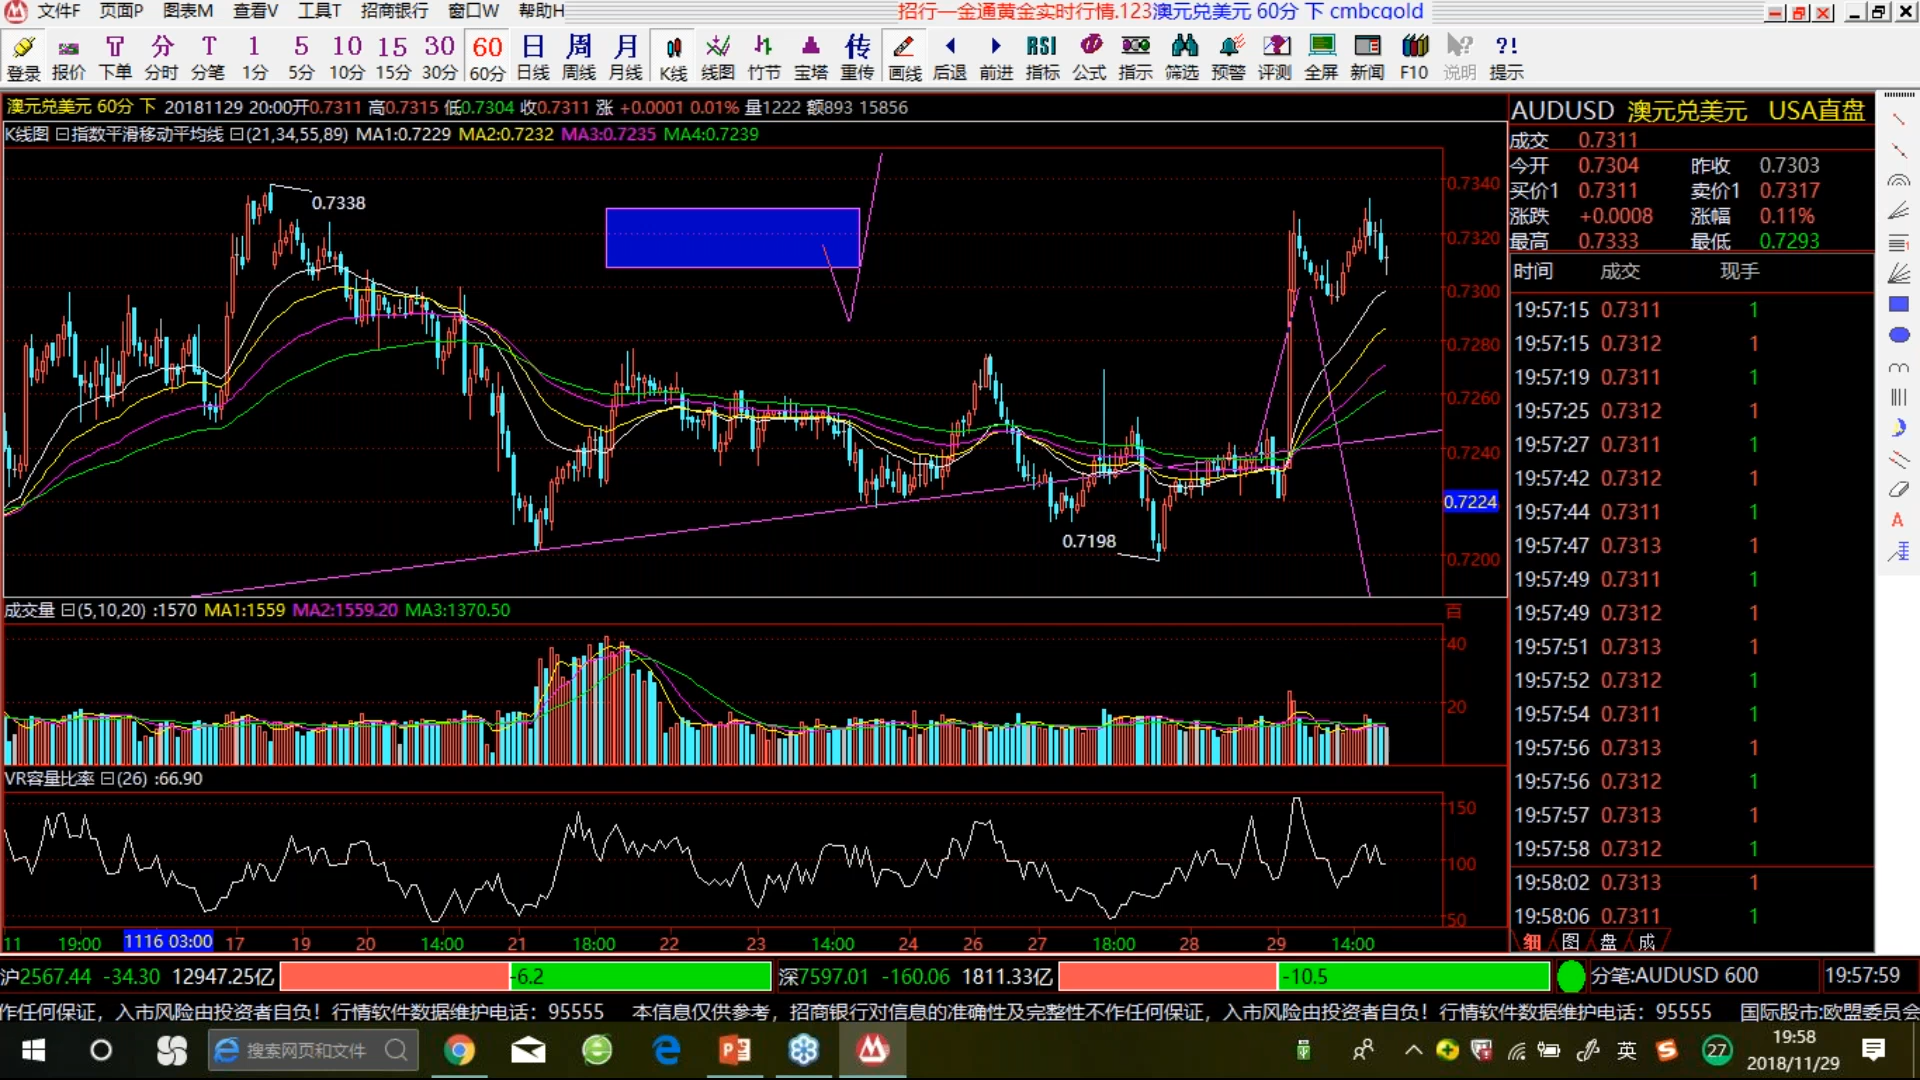 文件F 页面P 图表M 查看V 工具T 招商银行 窗口W 帮助H 招行—金通黄金实时行情.123澳元兑美元 60分 下 cmbcgold
分 T 1 5 10 15 30 60 日 周 月 传 RSI ?!
登录 报价 下单 分时 分笔 1分 5分 10分 15分 30分 60分 日线 周线 月线 K线 线图 竹节 宝塔 重传 画线 后退 前进 指标 公式 指示 筛选 预警 评测 全屏 新闻 F10 说明 提示
澳元兑美元 60分 下 20181129 20:00开0.7311 高0.7315 低0.7304 收0.7311 涨 +0.0001 0.01% 量1222 额893 15856
K线图 指数平滑移动平均线 (21,34,55,89) MA1:0.7229 MA2:0.7232 MA3:0.7235 MA4:0.7239
0.7338
0.7198
0.7340
0.7320
0.7300
0.7280
0.7260
0.7240
0.7224
0.7200
成交量 (5,10,20) :1570 MA1:1559 MA2:1559.20 MA3:1370.50
百
40
20
VR容量比率 (26) :66.90
150
100
50
11 19:00 1116 03:00 17 19 20 14:00 21 18:00 22 23 14:00 24 26 27 18:00 28 29 14:00
AUDUSD 澳元兑美元 USA直盘
成交 0.7311
今开 0.7304 昨收 0.7303
买价1 0.7311 卖价1 0.7317
涨跌 +0.0008 涨幅 0.11%
最高 0.7333 最低 0.7293
时间 成交 现手
19:57:15 0.7311 1
19:57:15 0.7312 1
19:57:19 0.7311 1
19:57:25 0.7312 1
19:57:27 0.7311 1
19:57:42 0.7312 1
19:57:44 0.7311 1
19:57:47 0.7313 1
19:57:49 0.7311 1
19:57:49 0.7312 1
19:57:51 0.7313 1
19:57:52 0.7312 1
19:57:54 0.7311 1
19:57:56 0.7313 1
19:57:56 0.7312 1
19:57:57 0.7313 1
19:57:58 0.7312 1
19:58:02 0.7313 1
19:58:06 0.7311 1
细 图 盘 成
A
沪2567.44 -34.30 12947.25亿 -6.2 深7597.01 -160.06 1811.33亿 -10.5 分笔:AUDUSD 600 19:57:59
作任何保证，入市风险由投资者自负！行情软件数据维护电话：95555 本信息仅供参考，招商银行对信息的准确性及完整性不作任何保证，入市风险由投资者自负！行情软件数据维护电话：95555 国际股市:欧盟委员会
搜索网页和文件 英 27 19:58
2018/11/29